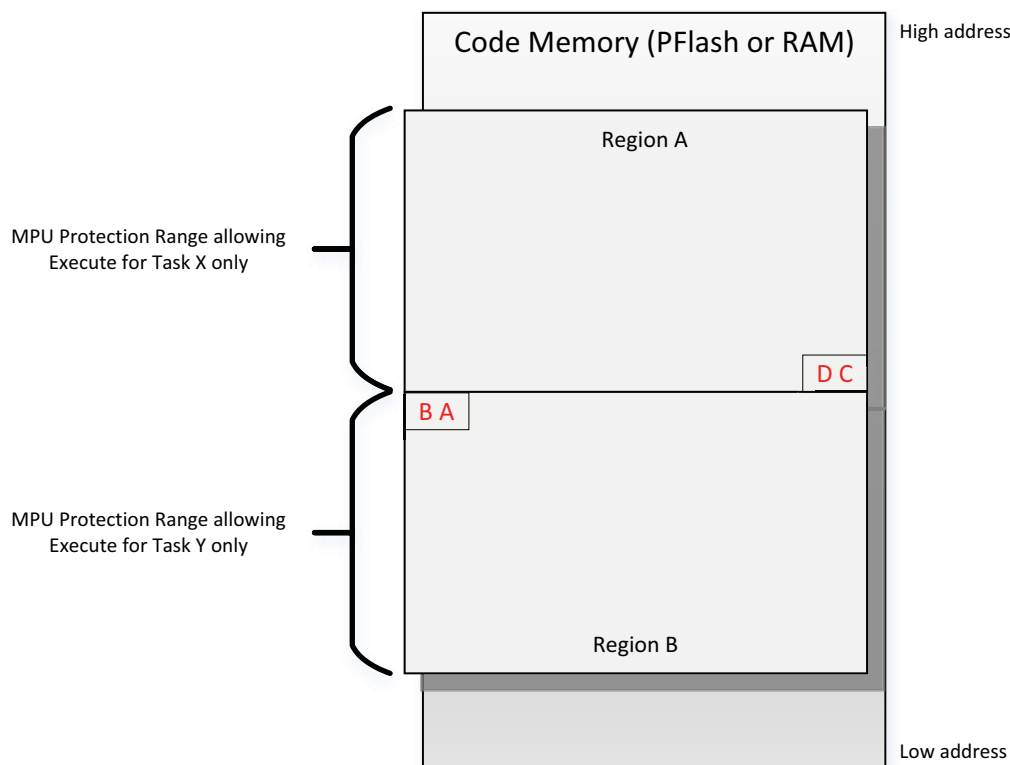 Code Memory (PFlash or RAM)
High address
Region A
MPU Protection Range allowing
Execute for Task X only
D C
B A
MPU Protection Range allowing
Execute for Task Y only
Region B
Low address